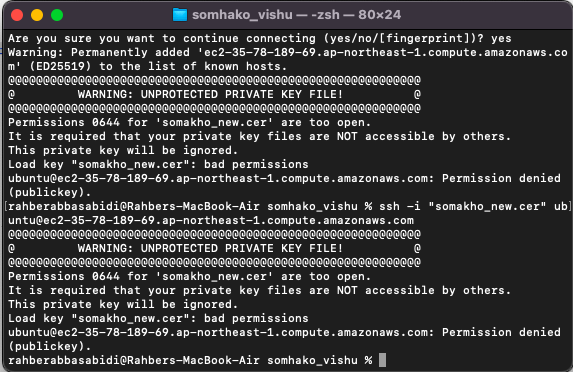 somhako_vishu — -zsh — 80×24
Are you sure you want to continue connecting (yes/no/[fingerprint])? yes
Warning: Permanently added 'ec2-35-78-189-69.ap-northeast-1.compute.amazonaws.co
m' (ED25519) to the list of known hosts.
@@@@@@@@@@@@@@@@@@@@@@@@@@@@@@@@@@@@@@@@@@@@@@@@@@@@@@@@@@@
@         WARNING: UNPROTECTED PRIVATE KEY FILE!          @
@@@@@@@@@@@@@@@@@@@@@@@@@@@@@@@@@@@@@@@@@@@@@@@@@@@@@@@@@@@
Permissions 0644 for 'somakho_new.cer' are too open.
It is required that your private key files are NOT accessible by others.
This private key will be ignored.
Load key "somakho_new.cer": bad permissions
ubuntu@ec2-35-78-189-69.ap-northeast-1.compute.amazonaws.com: Permission denied
(publickey).
[rahberabbasabidi@Rahbers-MacBook-Air somhako_vishu % ssh -i "somakho_new.cer" ub]
untu@ec2-35-78-189-69.ap-northeast-1.compute.amazonaws.com
@@@@@@@@@@@@@@@@@@@@@@@@@@@@@@@@@@@@@@@@@@@@@@@@@@@@@@@@@@@
@         WARNING: UNPROTECTED PRIVATE KEY FILE!          @
@@@@@@@@@@@@@@@@@@@@@@@@@@@@@@@@@@@@@@@@@@@@@@@@@@@@@@@@@@@
Permissions 0644 for 'somakho_new.cer' are too open.
It is required that your private key files are NOT accessible by others.
This private key will be ignored.
Load key "somakho_new.cer": bad permissions
ubuntu@ec2-35-78-189-69.ap-northeast-1.compute.amazonaws.com: Permission denied
(publickey).
rahberabbasabidi@Rahbers-MacBook-Air somhako_vishu %